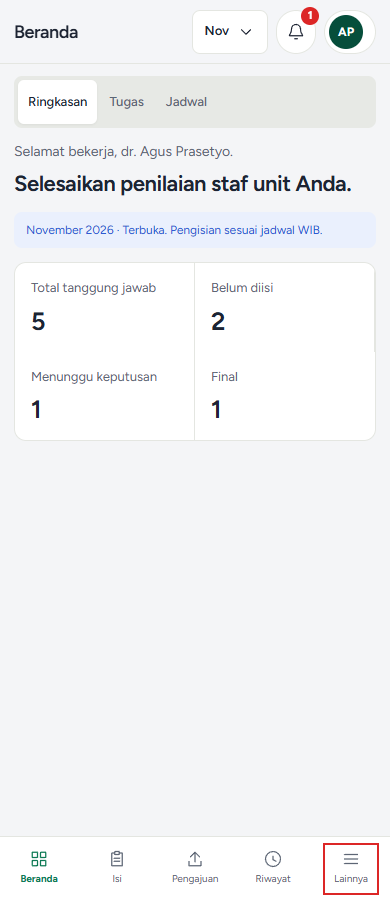 Beranda
Nov
1
AP
Ringkasan
Tugas
Jadwal
Selamat bekerja, dr. Agus Prasetyo.
Selesaikan penilaian staf unit Anda.
November 2026 · Terbuka. Pengisian sesuai jadwal WIB.
Total tanggung jawab
5
Belum diisi
2
Menunggu keputusan
1
Final
1
Beranda
Isi
Pengajuan
Riwayat
Lainnya